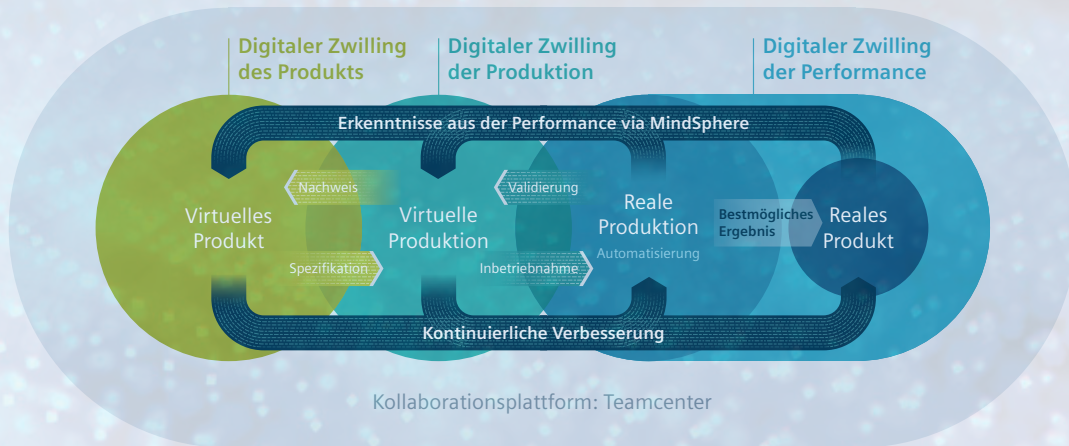 Digitaler Zwilling
des Produkts
Digitaler Zwilling
der Produktion
Digitaler Zwilling
der Performance
Erkenntnisse aus der Performance via MindSphere
Nachweis
Validierung
Virtuelles
Produkt
Virtuelle
Produktion
Reale
Produktion
Automatisierung
Bestmögliches
Ergebnis
Reales
Produkt
Spezifikation
Inbetriebnahme
Kontinuierliche Verbesserung
Kollaborationsplattform: Teamcenter